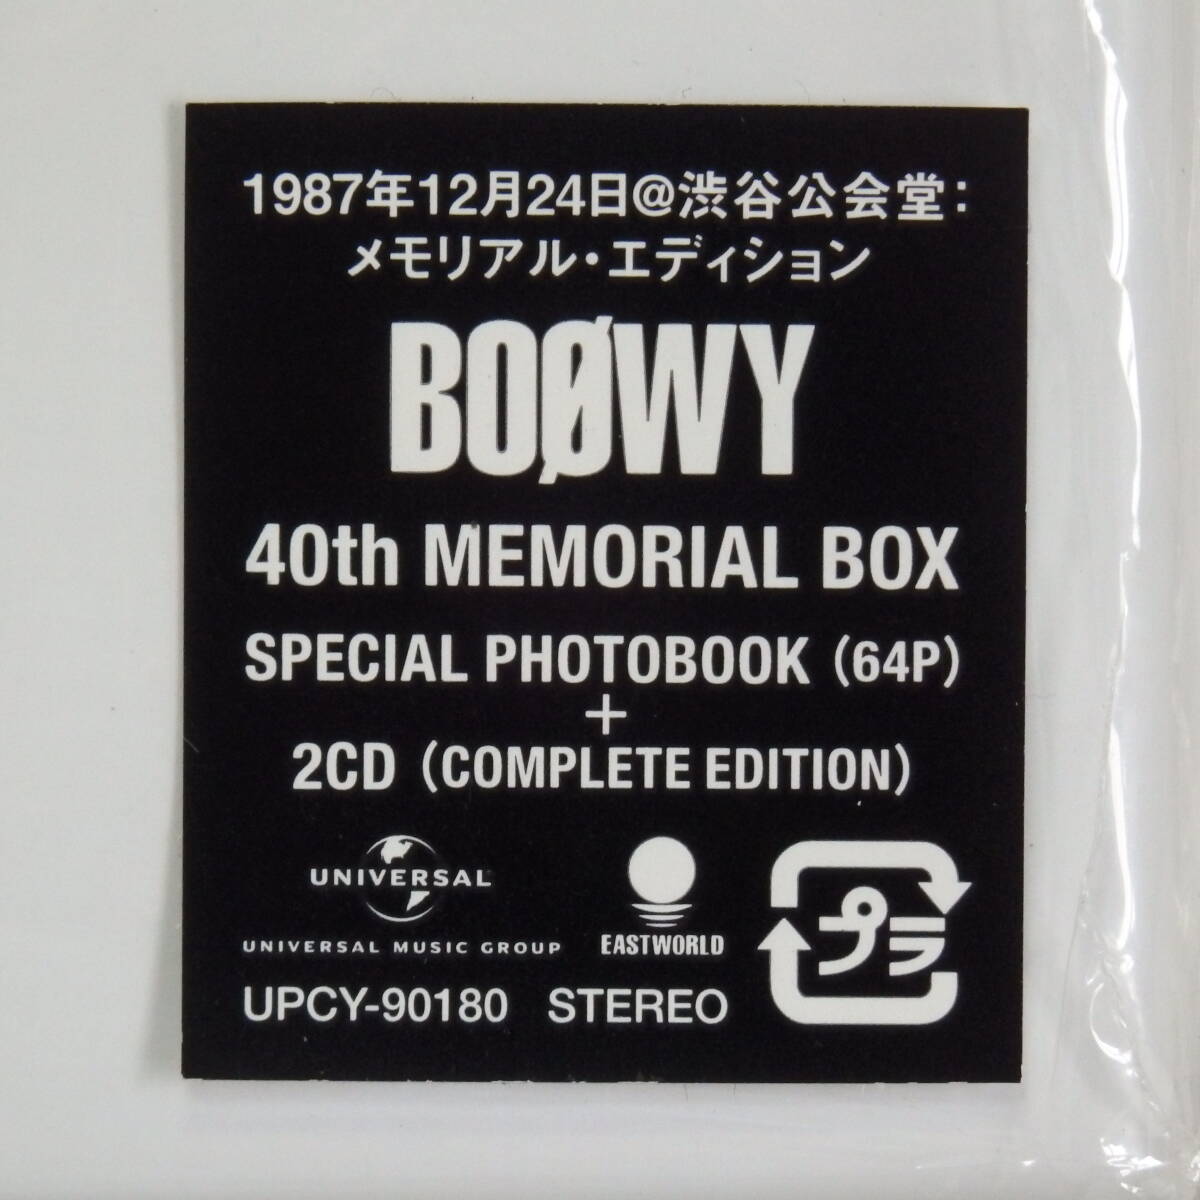 1987年12月24日@渋谷公会堂：
メモリアル・エディション
BOØWY
40th MEMORIAL BOX
SPECIAL PHOTOBOOK（64P）
+
2CD（COMPLETE EDITION）
UNIVERSAL
UNIVERSAL MUSIC GROUP
EASTWORLD
プラ
UPCY-90180 STEREO